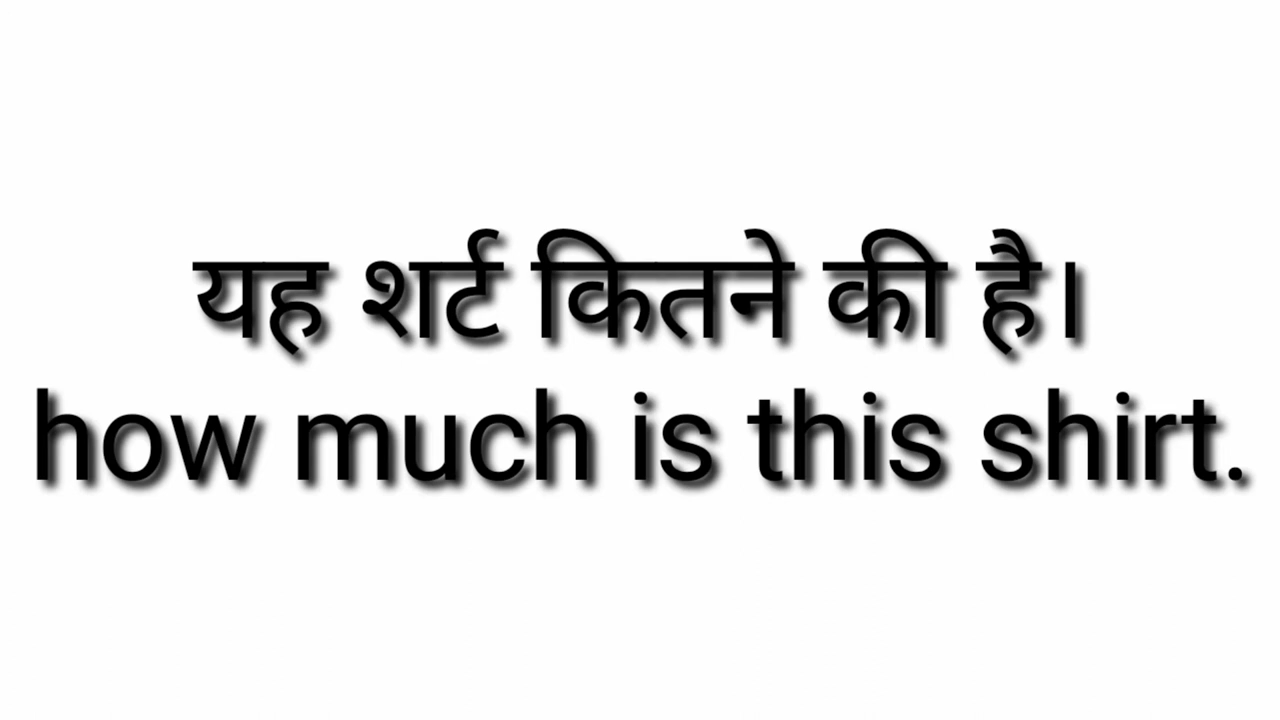 यह शर्ट कितने की है।
how much is this shirt.